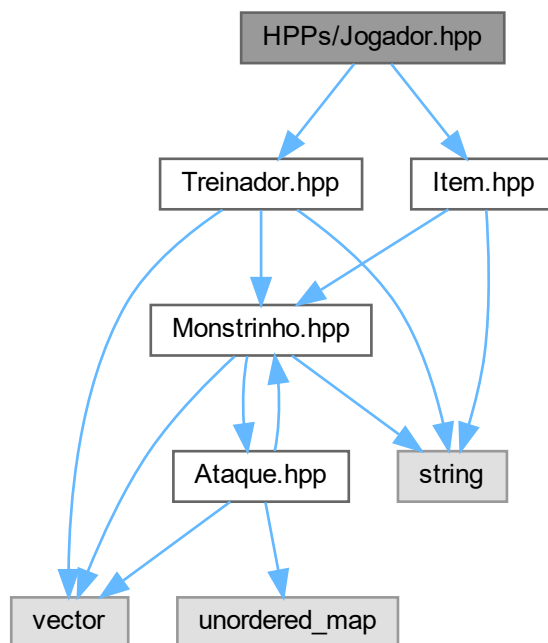 HPPs/Jogador.hpp
Treinador.hpp
Item.hpp
Monstrinho.hpp
Ataque.hpp
string
vector
unordered_map